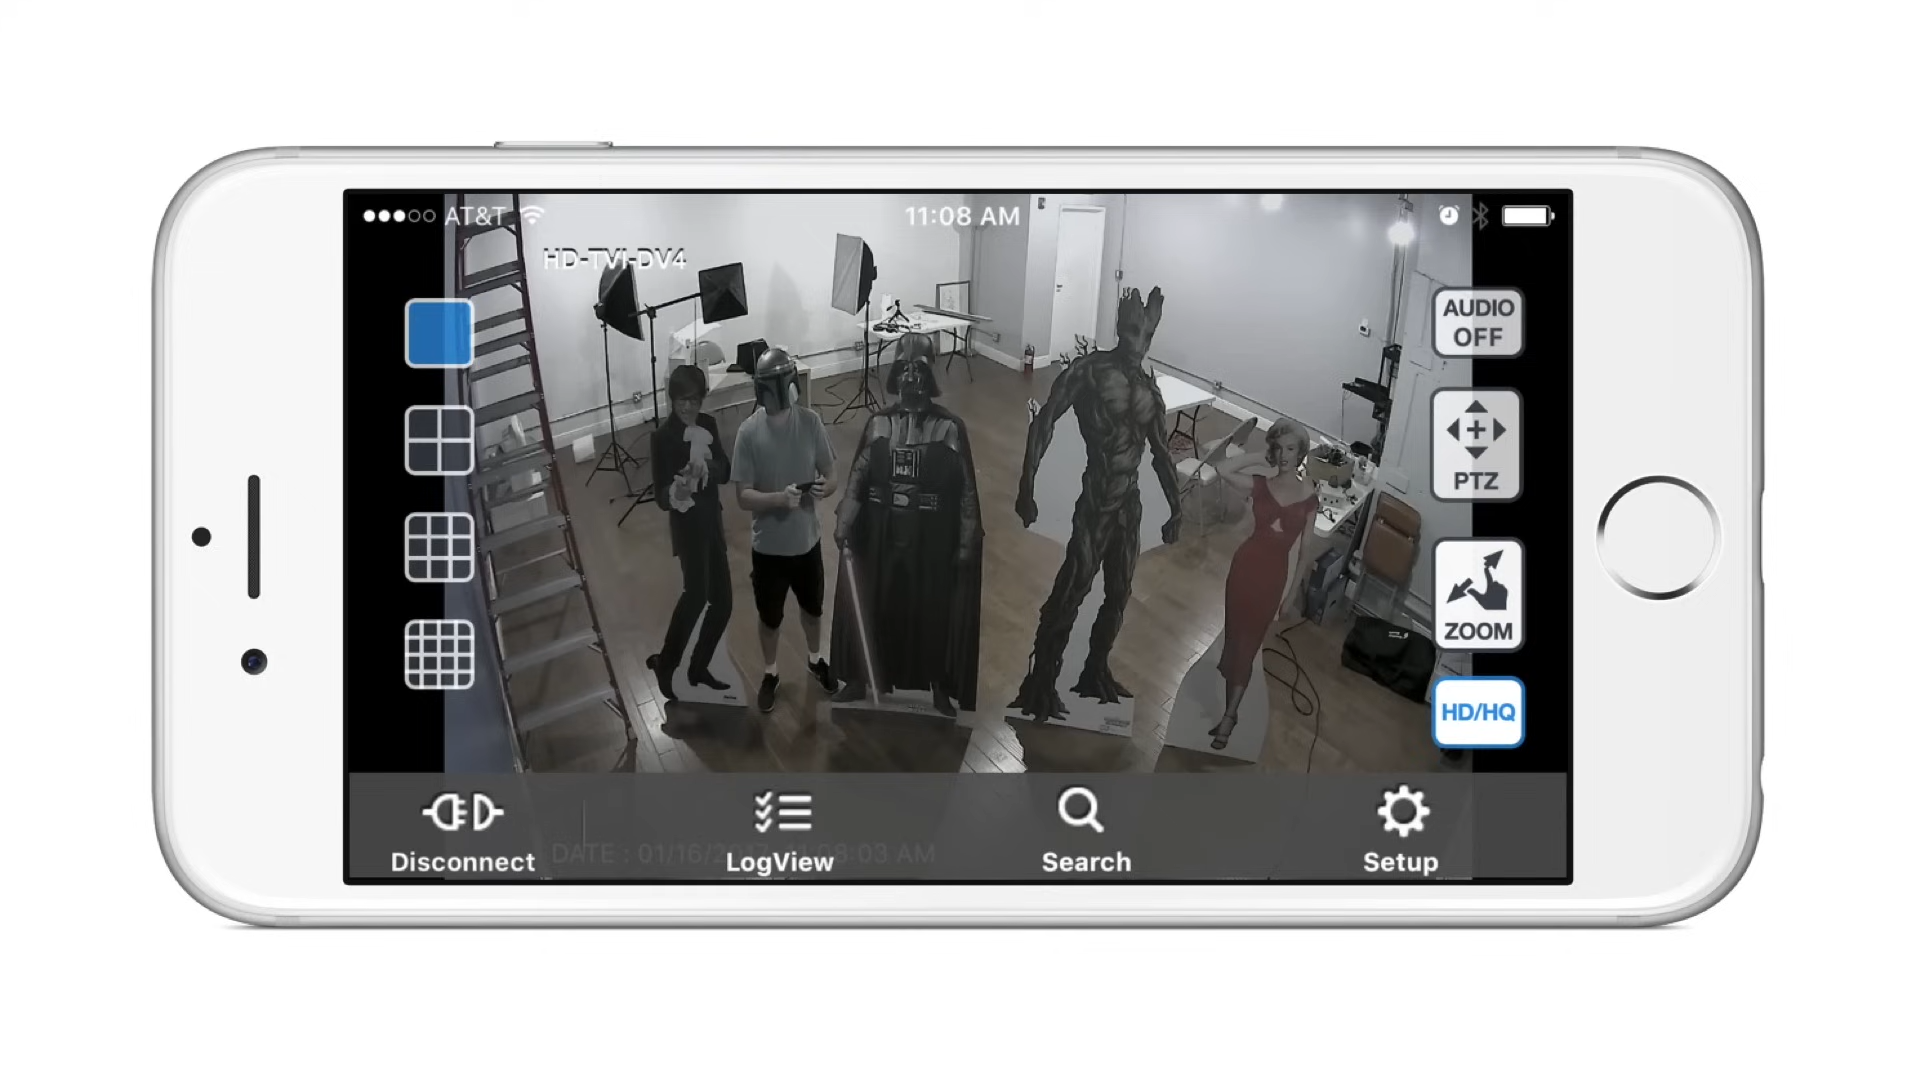 AT&T
11:08 AM
HD-TVI-DV4
AUDIO
OFF
PTZ
ZOOM
HD/HQ
DATE : 01/16/2017 11:08:03 AM
Disconnect
LogView
Search
Setup